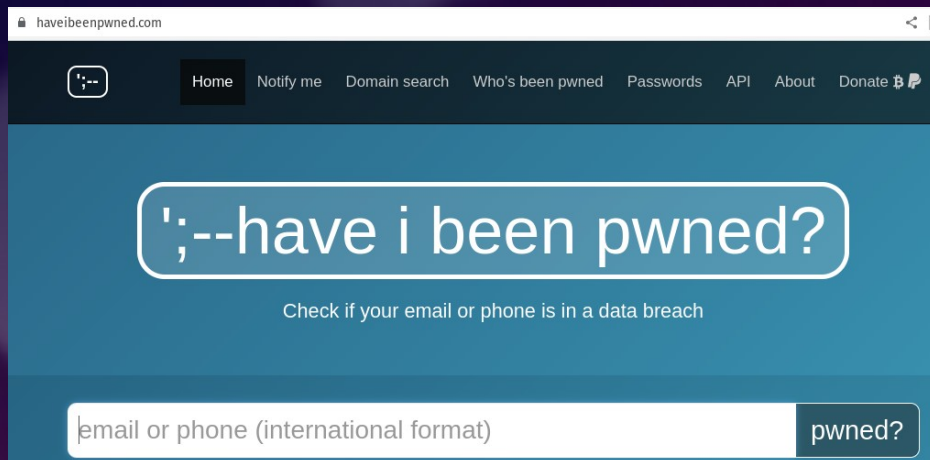 haveibeenpwned.com
';--
Home Notify me Domain search Who's been pwned Passwords API About Donate
';--have i been pwned?
Check if your email or phone is in a data breach
email or phone (international format) pwned?